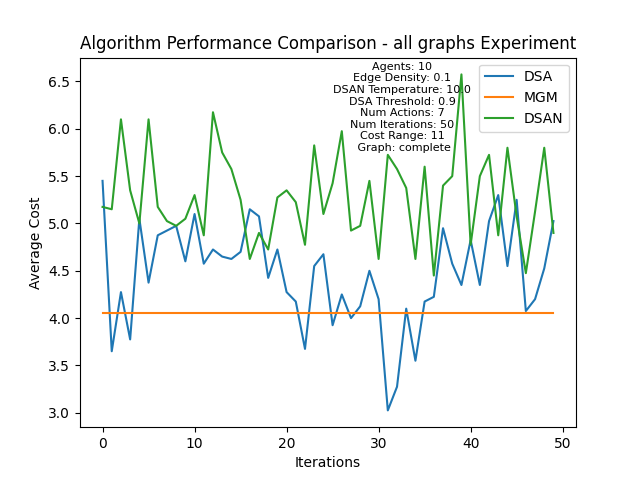 Algorithm Performance Comparison - all graphs Experiment
Agents: 10
Edge Density: 0.1
DSAN Temperature: 1000
DSA Threshold: 0.9
Num Actions: 7
Num Iterations: 50
Cost Range: 11
Graph: complete
DSA
MGM
DSAN
Average Cost
6.5
6.0
5.5
5.0
4.5
4.0
3.5
3.0
0
10
20
30
40
50
Iterations